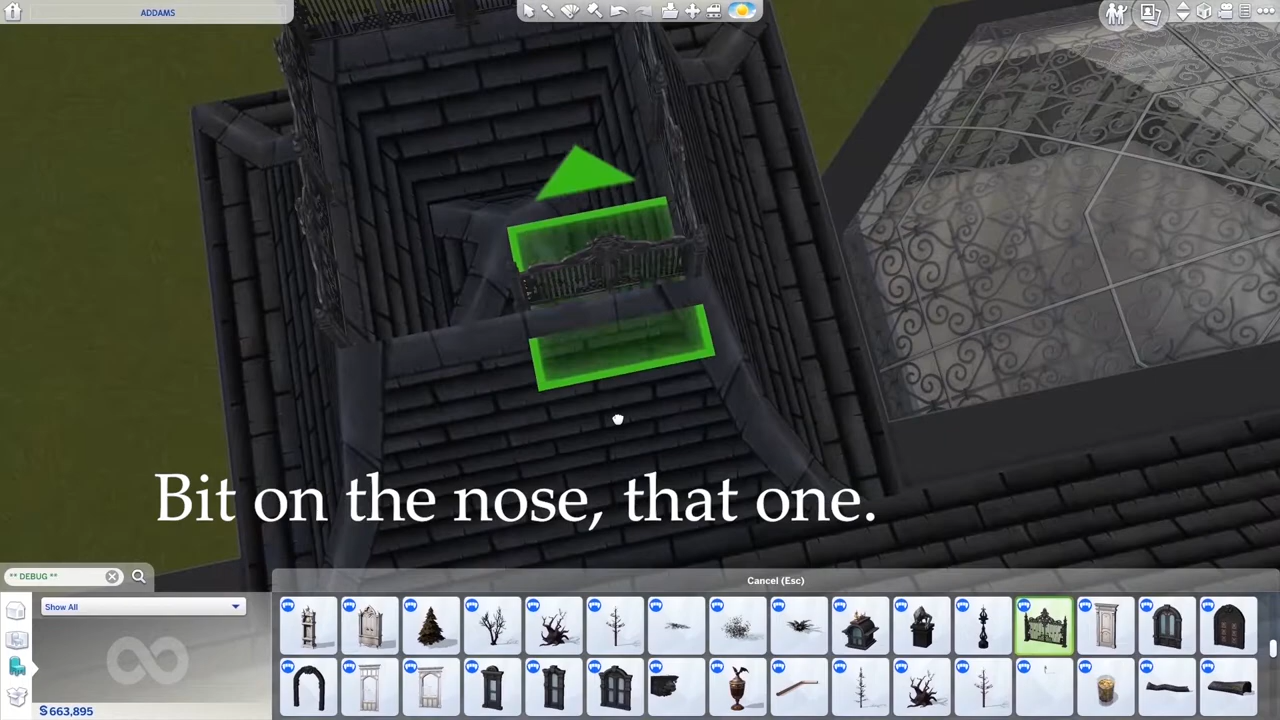 ADDAMS
Bit on the nose, that one.
Cancel (Esc)
** DEBUG **
Show All
§663,895